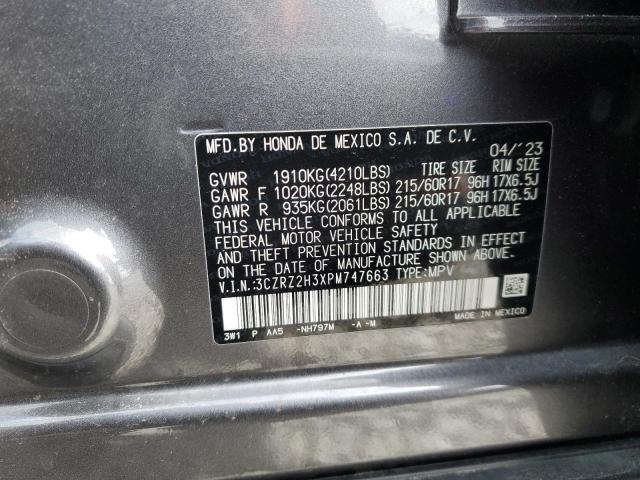 MFD.BY HONDA DE MEXICO S.A. DE C.V. 04/'23
GVWR 1910KG(4210LBS) TIRE SIZE RIM SIZE
GAWR F 1020KG(2248LBS) 215/60R17 96H 17X6.5J
GAWR R 935KG(2061LBS) 215/60R17 96H 17X6.5J
THIS VEHICLE CONFORMS TO ALL APPLICABLE
FEDERAL MOTOR VEHICLE SAFETY
AND THEFT PREVENTION STANDARDS IN EFFECT
ON THE DATE OF MANUFACTURE SHOWN ABOVE.
V.I.N:3CZRZ2H3XPM747663 TYPE:MPV
3W1 P AA5 -NH797M -A -M MADE IN MEXICO